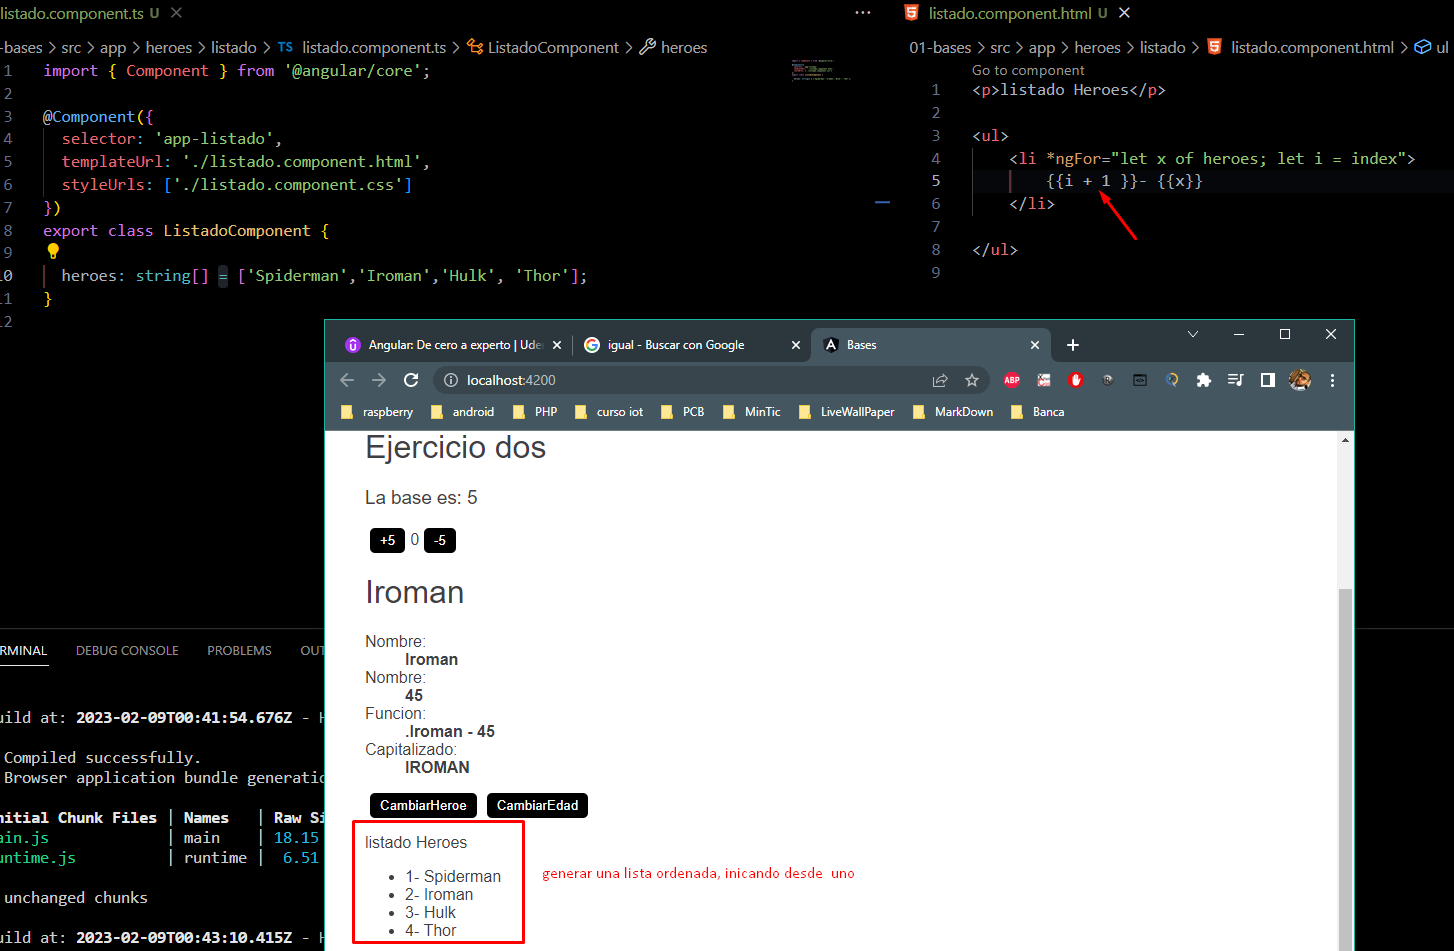 listado.component.ts U
-bases > src > app > heroes > listado > TS listado.component.ts > ListadoComponent > heroes
1 import { Component } from '@angular/core';
2
3 @Component({
4 selector: 'app-listado',
5 templateUrl: './listado.component.html',
6 styleUrls: ['./listado.component.css']
7 })
8 export class ListadoComponent {
9
10 heroes: string[] = ['Spiderman','Iroman','Hulk', 'Thor'];
11 }
12
listado.component.html U
01-bases > src > app > heroes > listado > listado.component.html > ul
Go to component
1 <p>listado Heroes</p>
2
3 <ul>
4 <li *ngFor="let x of heroes; let i = index">
5 {{i + 1 }}- {{x}}
6 </li>
7
8 </ul>
9
RMINAL DEBUG CONSOLE PROBLEMS OUT
uild at: 2023-02-09T00:41:54.676Z - H
Compiled successfully.
Browser application bundle generatio
nitial Chunk Files | Names | Raw Si
ain.js | main | 18.15
untime.js | runtime | 6.51
unchanged chunks
uild at: 2023-02-09T00:43:10.415Z - H
Angular: De cero a experto | Ude
igual - Buscar con Google
Bases
localhost:4200
ABP
raspberry android PHP curso iot PCB MinTic LiveWallPaper MarkDown Banca
Ejercicio dos
La base es: 5
+5 0 -5
Iroman
Nombre:
Iroman
Nombre:
45
Funcion:
.Iroman - 45
Capitalizado:
IROMAN
CambiarHeroe CambiarEdad
listado Heroes
• 1- Spiderman
• 2- Iroman
• 3- Hulk
• 4- Thor
generar una lista ordenada, inicando desde uno